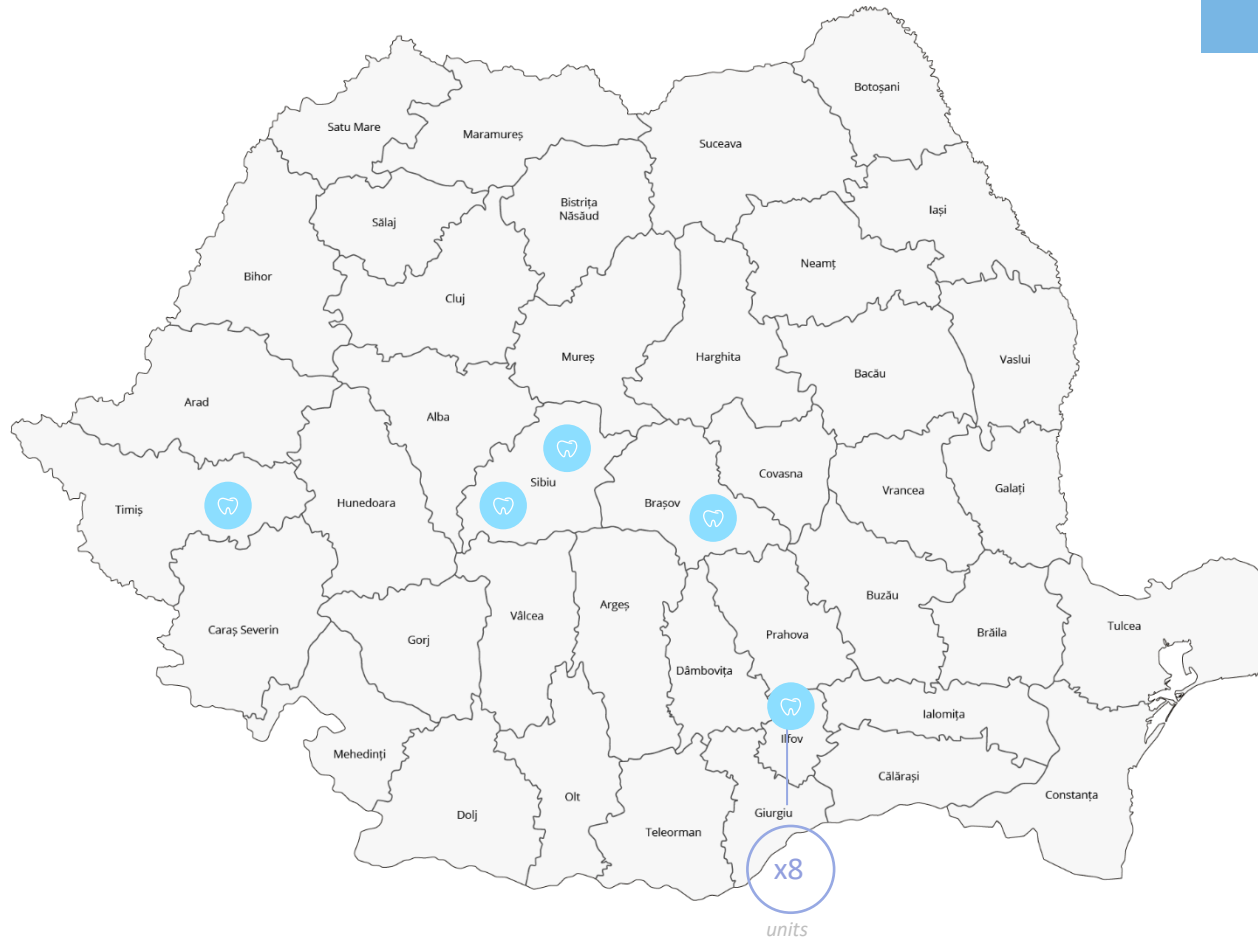 Botoșani
Satu Mare
Maramureș
Suceava
Bistrița
Năsăud
Iași
Sălaj
Neamț
Bihor
Cluj
Mureș
Harghita
Vaslui
Bacău
Arad
Alba
Covasna
Sibiu
Vrancea
Galați
Timiș
Hunedoara
Brașov
Buzău
Argeș
Vâlcea
Tulcea
Caraș Severin
Gorj
Prahova
Brăila
Dâmbovița
Ialomița
Ilfov
Mehedinți
Călărași
Olt
Constanța
Dolj
Giurgiu
Teleorman
x8
units